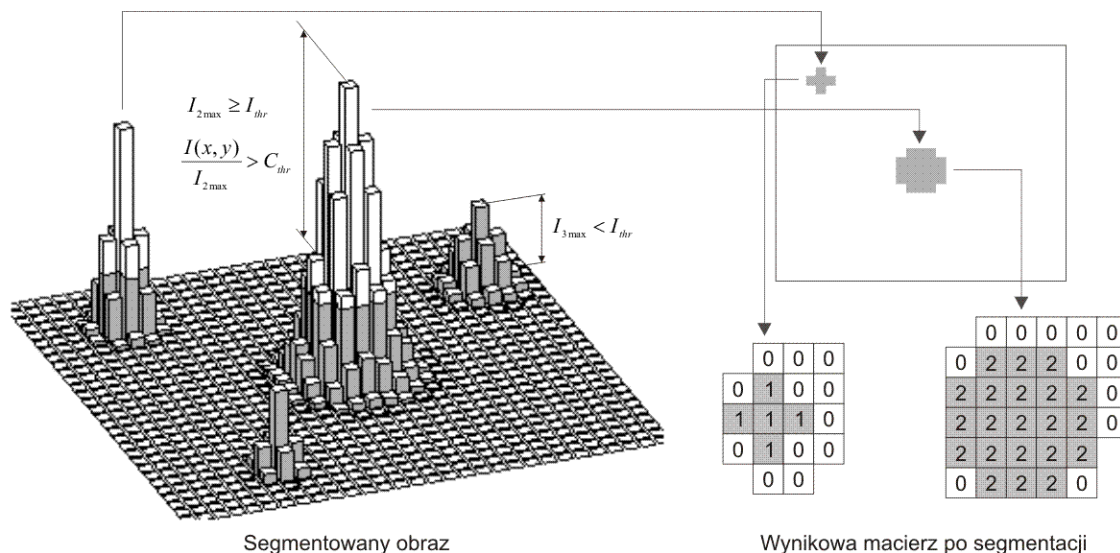 I₂max ≥ Iₜₕᵣ
I(x, y) / I₂max > Cₜₕᵣ
I₃max < Iₜₕᵣ
0 0 0
0 1 0 0
1 1 1 0
0 1 0 0
0 0
0 0 0 0 0
0 2 2 2 0 0
2 2 2 2 2 0
2 2 2 2 2 0
2 2 2 2 2
0 2 2 2 0
Segmentowany obraz
Wynikowa macierz po segmentacji